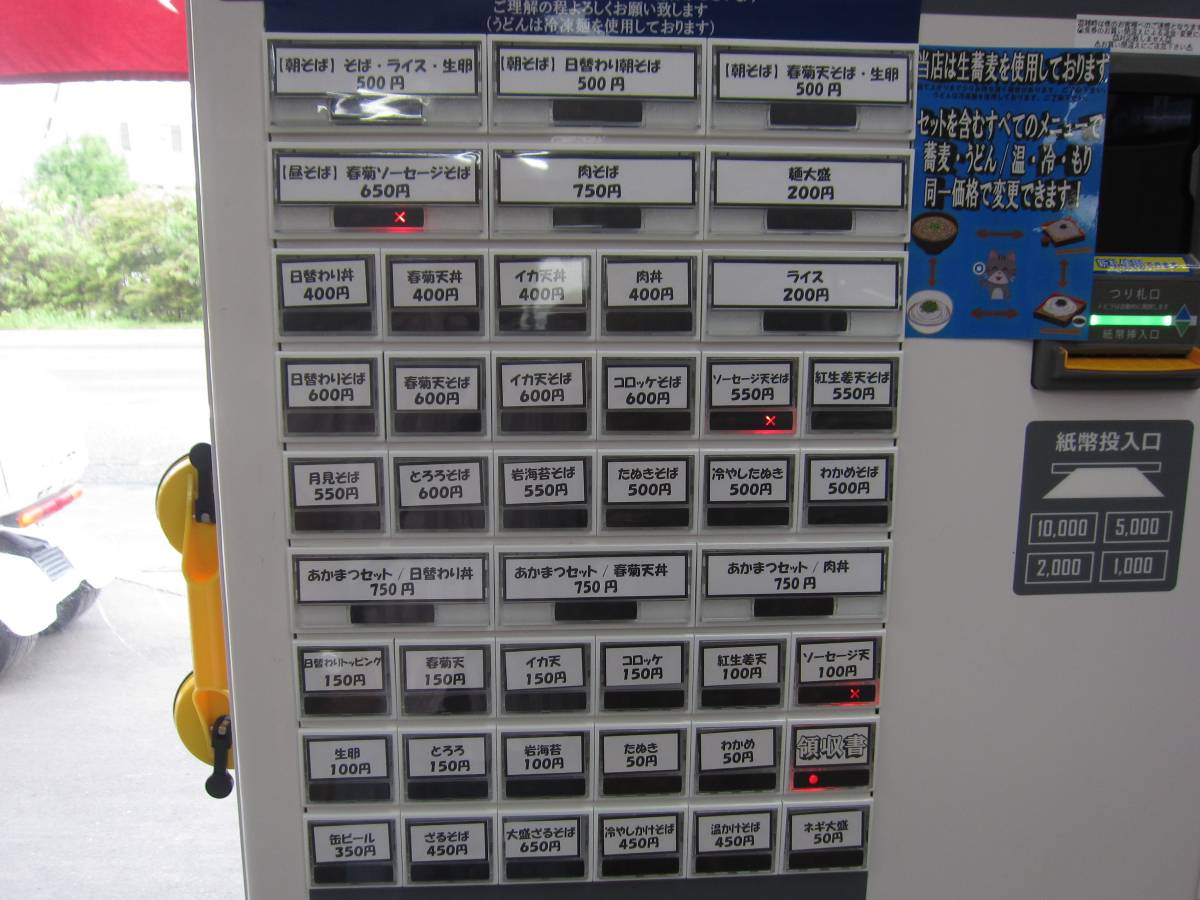 ご理解の程よろしくお願い致します
(うどんは冷凍麺を使用しております)
【朝そば】そば・ライス・生卵
500円
【朝そば】日替わり朝そば
500円
【朝そば】春菊天そば・生卵
500円
【昼そば】春菊ソーセージそば
650円
×
肉そば
750円
麺大盛
200円
日替わり丼
400円
春菊天丼
400円
イカ天丼
400円
肉丼
400円
ライス
200円
日替わりそば
600円
春菊天そば
600円
イカ天そば
600円
コロッケそば
600円
ソーセージ天そば
550円
×
紅生姜天そば
550円
月見そば
550円
とろろそば
600円
岩海苔そば
550円
たぬきそば
500円
冷やしたぬき
500円
わかめそば
500円
あかまつセット / 日替わり丼
750円
あかまつセット / 春菊天丼
750円
あかまつセット / 肉丼
750円
日替わりトッピング
150円
春菊天
150円
イカ天
150円
コロッケ
150円
紅生姜天
100円
ソーセージ天
100円
×
生卵
100円
とろろ
150円
岩海苔
100円
たぬき
50円
わかめ
50円
領収書
缶ビール
350円
ざるそば
450円
大盛ざるそば
650円
冷やしかけそば
450円
温かけそば
450円
ネギ大盛
50円
当店は生蕎麦を使用しております
セットを含むすべてのメニューで
蕎麦・うどん/温・冷・もり
同一価格で変更できます!
つり札口
紙幣挿入口
紙幣投入口
10,000
5,000
2,000
1,000